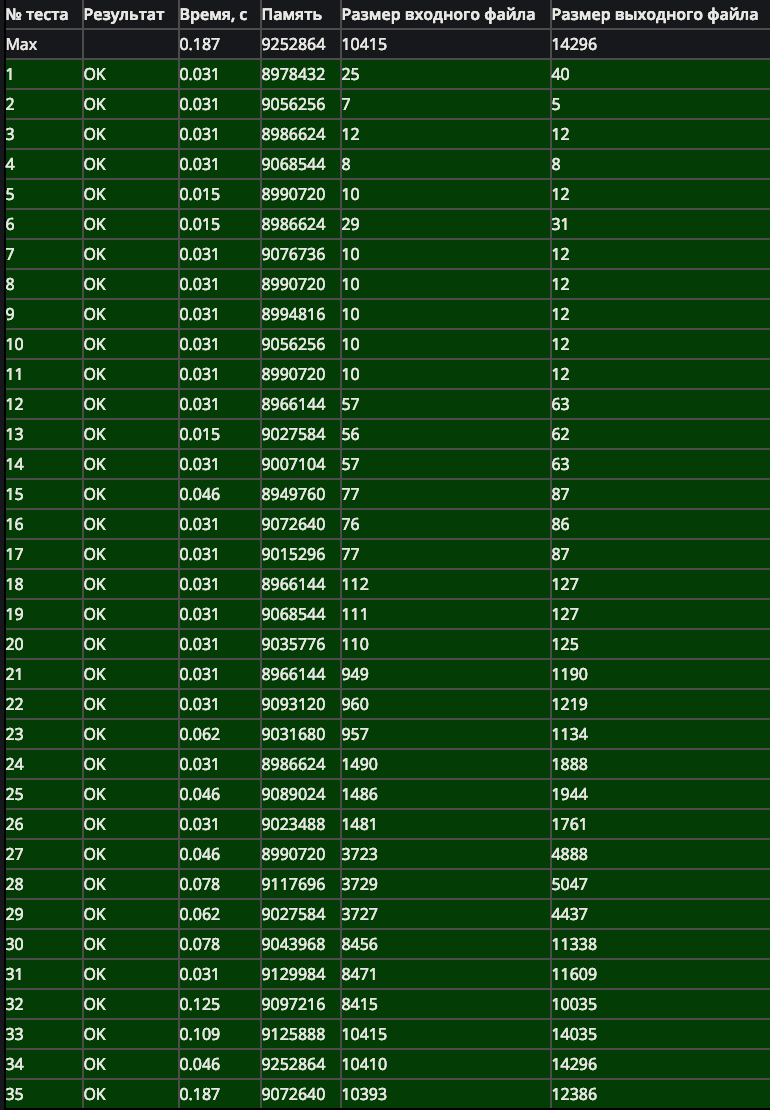 № теста Результат Время, с Память Размер входного файла Размер выходного файла
Max 0.187 9252864 10415 14296
1 OK 0.031 8978432 25 40
2 OK 0.031 9056256 7 5
3 OK 0.031 8986624 12 12
4 OK 0.031 9068544 8 8
5 OK 0.015 8990720 10 12
6 OK 0.015 8986624 29 31
7 OK 0.031 9076736 10 12
8 OK 0.031 8990720 10 12
9 OK 0.031 8994816 10 12
10 OK 0.031 9056256 10 12
11 OK 0.031 8990720 10 12
12 OK 0.031 8966144 57 63
13 OK 0.015 9027584 56 62
14 OK 0.031 9007104 57 63
15 OK 0.046 8949760 77 87
16 OK 0.031 9072640 76 86
17 OK 0.031 9015296 77 87
18 OK 0.031 8966144 112 127
19 OK 0.031 9068544 111 127
20 OK 0.031 9035776 110 125
21 OK 0.031 8966144 949 1190
22 OK 0.031 9093120 960 1219
23 OK 0.062 9031680 957 1134
24 OK 0.031 8986624 1490 1888
25 OK 0.046 9089024 1486 1944
26 OK 0.031 9023488 1481 1761
27 OK 0.046 8990720 3723 4888
28 OK 0.078 9117696 3729 5047
29 OK 0.062 9027584 3727 4437
30 OK 0.078 9043968 8456 11338
31 OK 0.031 9129984 8471 11609
32 OK 0.125 9097216 8415 10035
33 OK 0.109 9125888 10415 14035
34 OK 0.046 9252864 10410 14296
35 OK 0.187 9072640 10393 12386